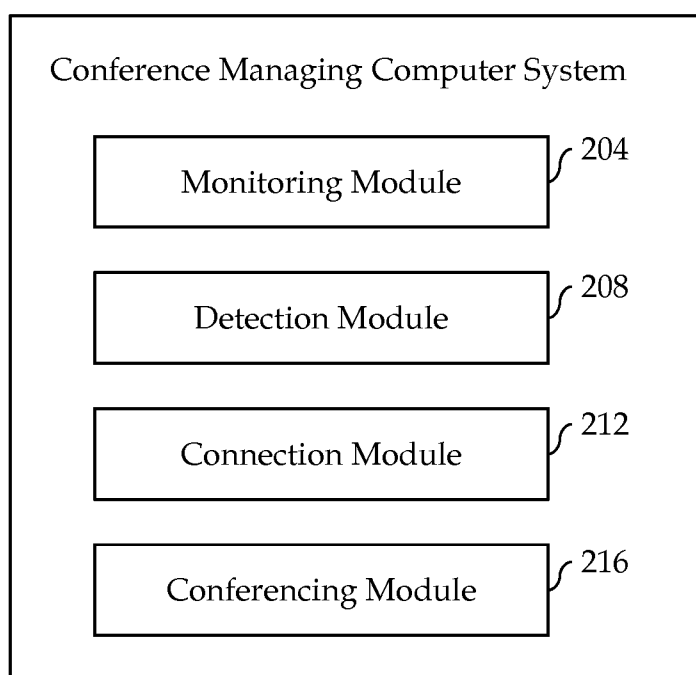 Conference Managing Computer System
Monitoring Module
204
Detection Module
208
Connection Module
212
Conferencing Module
216